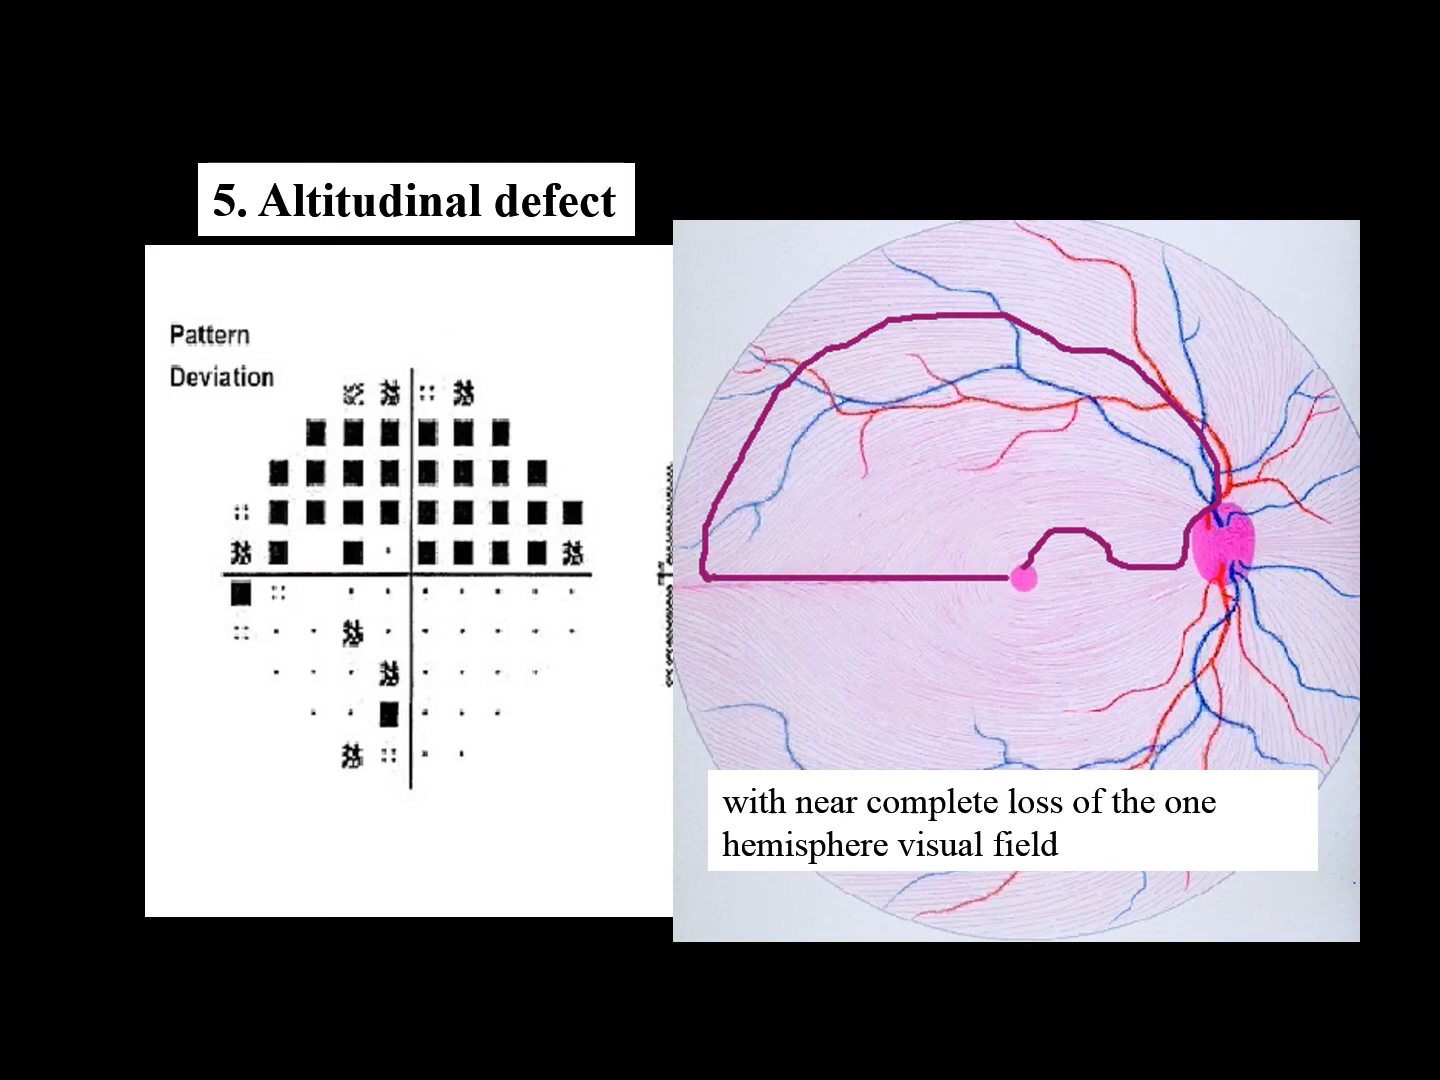 5. Altitudinal defect
Pattern
Deviation
with near complete loss of the one
hemisphere visual field